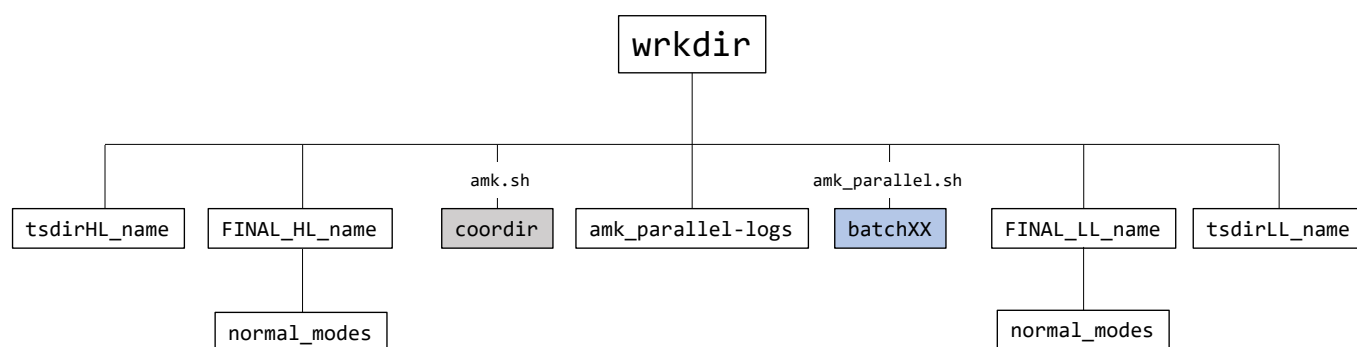 wrkdir
amk.sh
amk_parallel.sh
tsdirHL_name
FINAL_HL_name
coordir
amk_parallel-logs
batchXX
FINAL_LL_name
tsdirLL_name
normal_modes
normal_modes